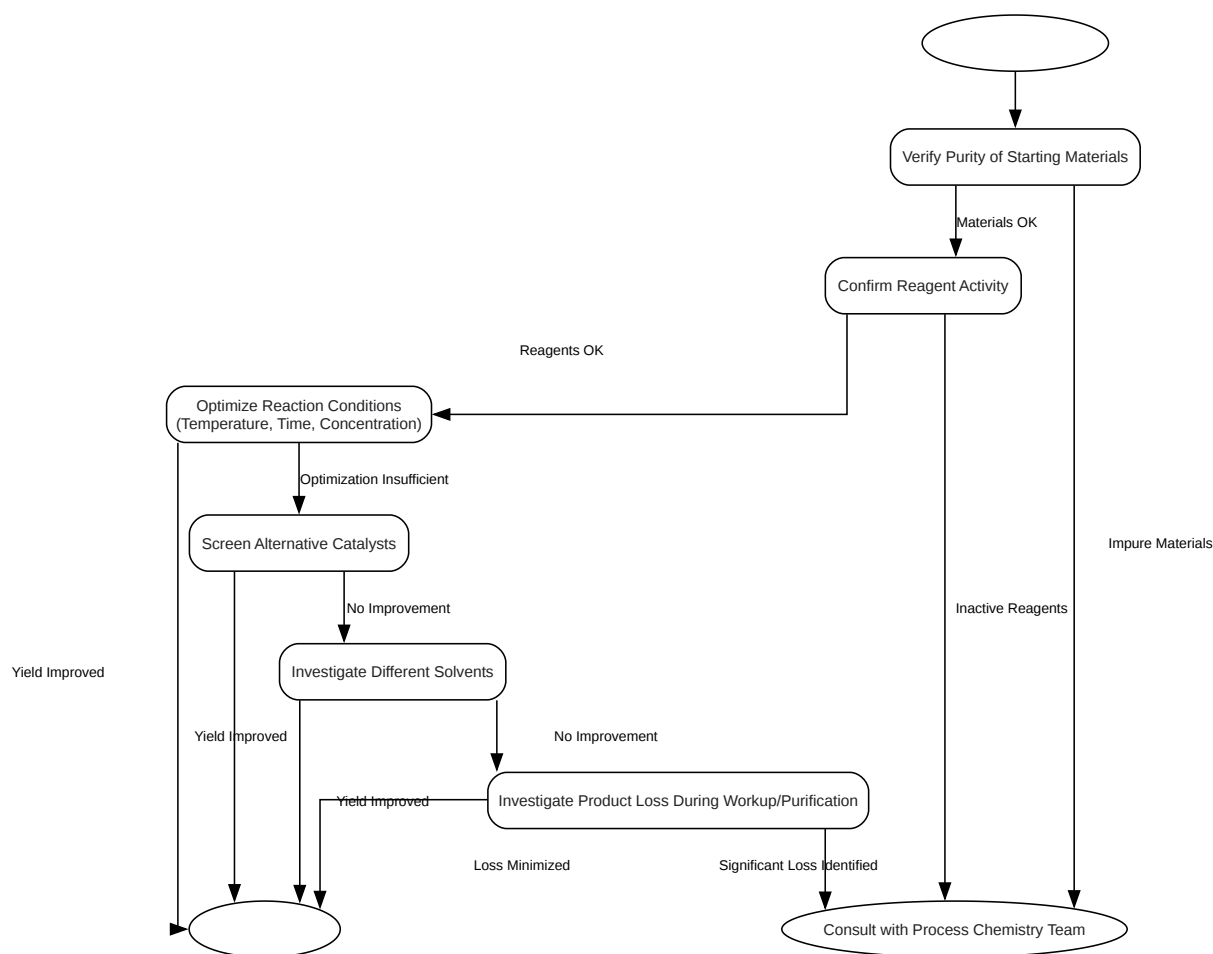 Verify Purity of Starting Materials
Materials OK
Confirm Reagent Activity
Reagents OK
Optimize Reaction Conditions
(Temperature, Time, Concentration)
Optimization Insufficient
Screen Alternative Catalysts
Impure Materials
No Improvement
Inactive Reagents
Investigate Different Solvents
Yield Improved
Yield Improved
No Improvement
Investigate Product Loss During Workup/Purification
Yield Improved
Loss Minimized
Significant Loss Identified
Consult with Process Chemistry Team